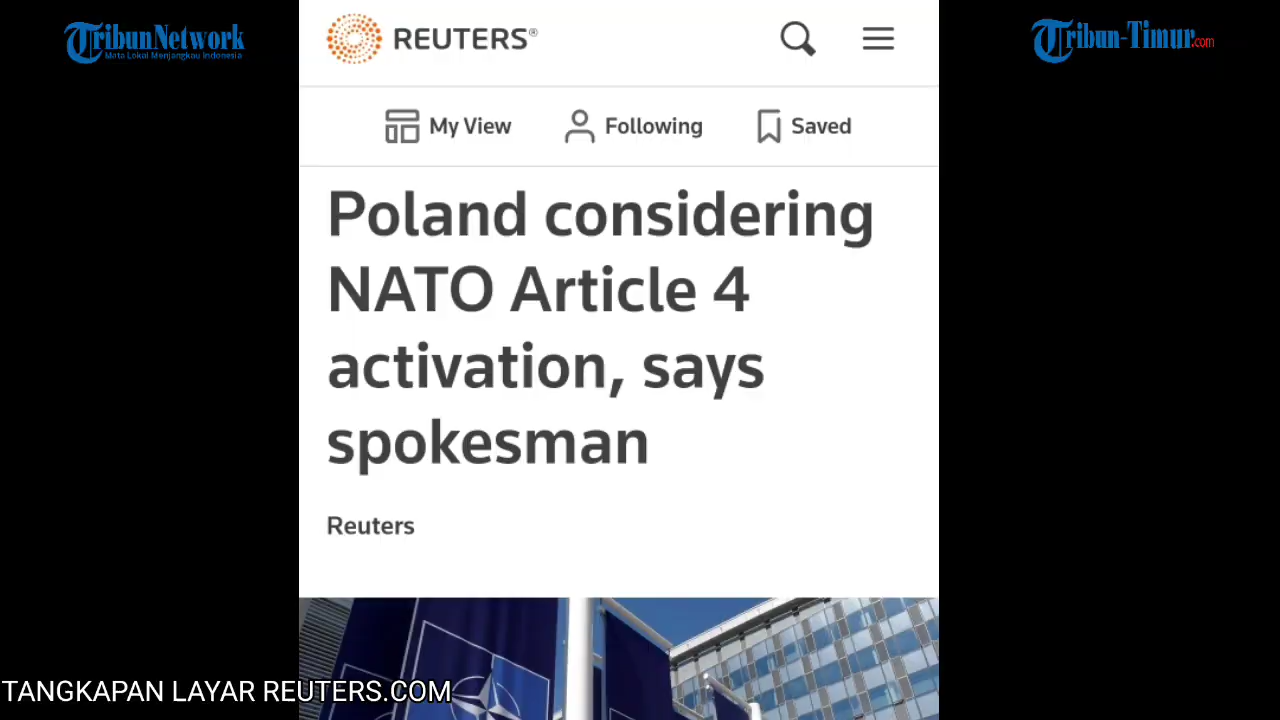 TribunNetwork
Mata Lokal Menjangkau Indonesia
REUTERS®
Tribun-Timur.com
My View
Following
Saved
Poland considering
NATO Article 4
activation, says
spokesman
Reuters
TANGKAPAN LAYAR REUTERS.COM